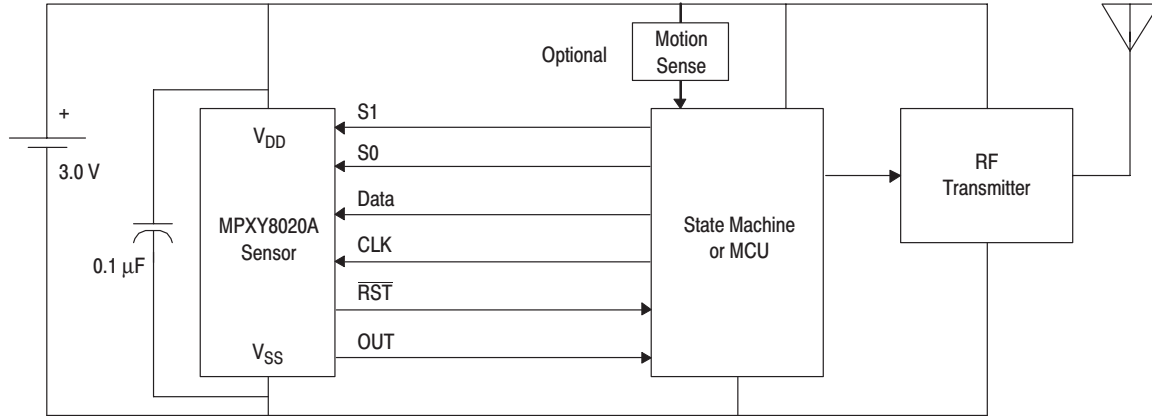 Optional
Motion
Sense
+
3.0 V
0.1 μF
V_DD
MPXY8020A
Sensor
V_SS
S1
S0
Data
CLK
R̅S̅T̅
OUT
State Machine
or MCU
RF
Transmitter